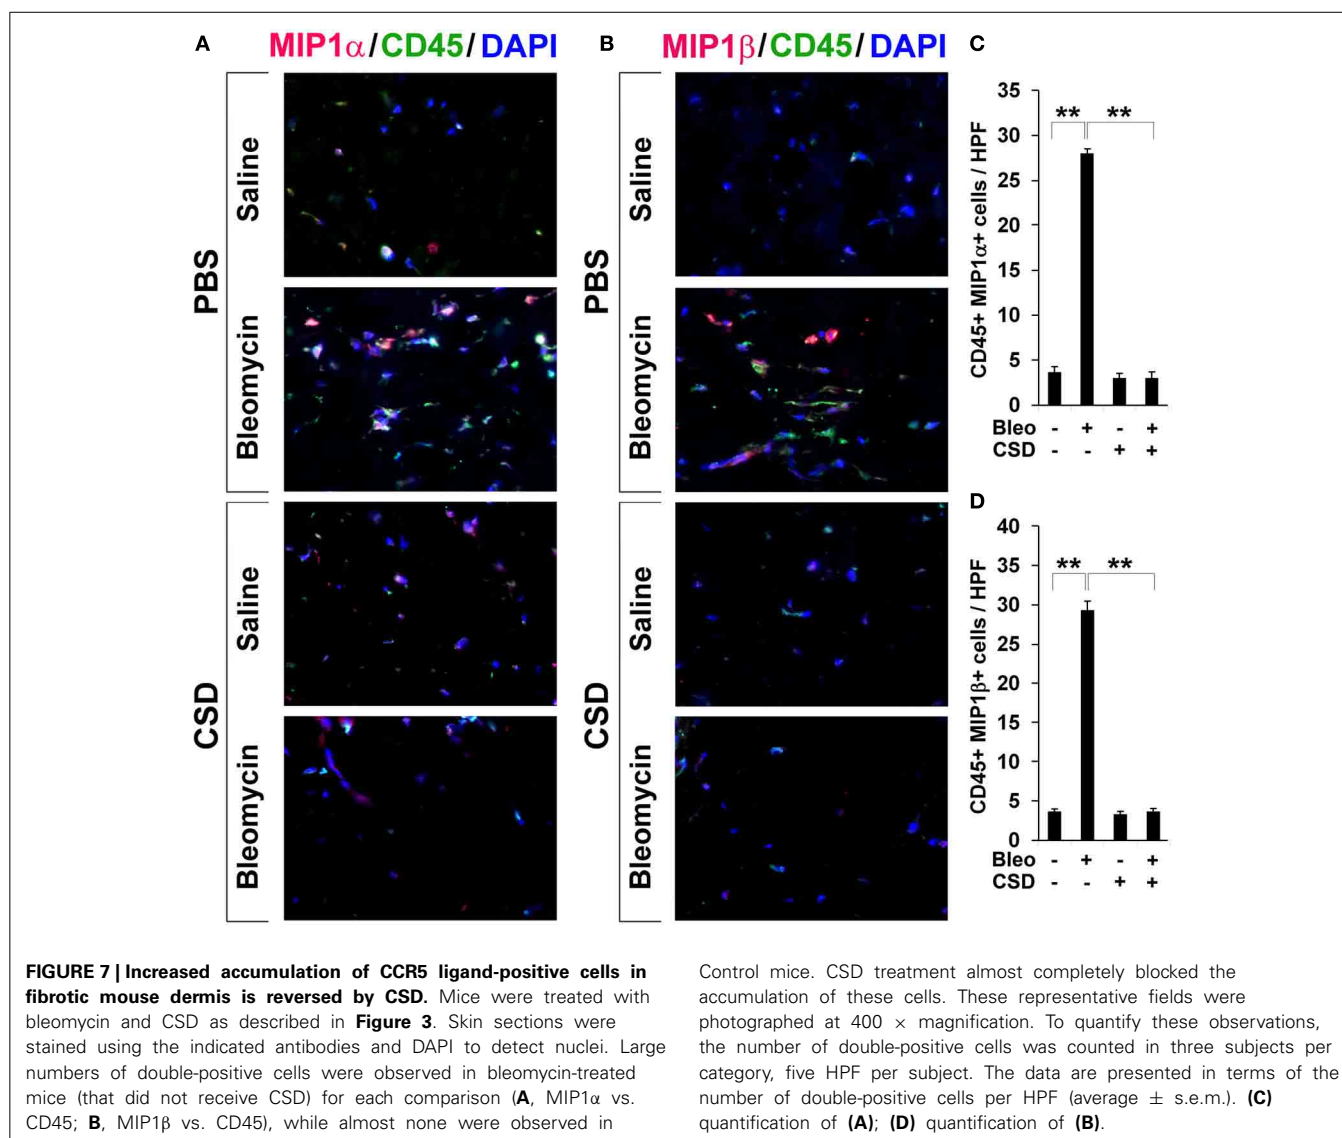 A
MIP1α/CD45/DAPI
B
MIP1β/CD45/DAPI
C
PBS
Saline
Bleomycin
CSD
Saline
Bleomycin
PBS
Saline
Bleomycin
CSD
Saline
Bleomycin
CD45+ MIP1α+ cells / HPF
35
30
25
20
15
10
5
0
** **
Bleo - + - +
CSD - - + +
D
CD45+ MIP1β+ cells / HPF
40
35
30
25
20
15
10
5
0
** **
Bleo - + - +
CSD - - + +
FIGURE 7 | Increased accumulation of CCR5 ligand-positive cells in
fibrotic mouse dermis is reversed by CSD. Mice were treated with
bleomycin and CSD as described in Figure 3. Skin sections were
stained using the indicated antibodies and DAPI to detect nuclei. Large
numbers of double-positive cells were observed in bleomycin-treated
mice (that did not receive CSD) for each comparison (A, MIP1α vs.
CD45; B, MIP1β vs. CD45), while almost none were observed in
Control mice. CSD treatment almost completely blocked the
accumulation of these cells. These representative fields were
photographed at 400 × magnification. To quantify these observations,
the number of double-positive cells was counted in three subjects per
category, five HPF per subject. The data are presented in terms of the
number of double-positive cells per HPF (average ± s.e.m.). (C)
quantification of (A); (D) quantification of (B).